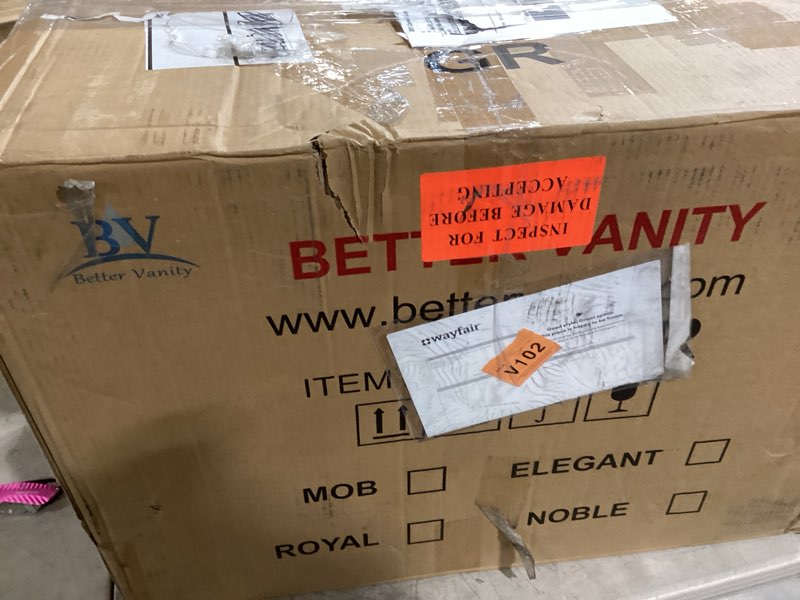 GR
INSPECT FOR
DAMAGE BEFORE
ACCEPTING
BV
Better Vanity
BETTER VANITY
www.bette
om
wayfair
V102
ITEM
MOB
ELEGANT
ROYAL
NOBLE